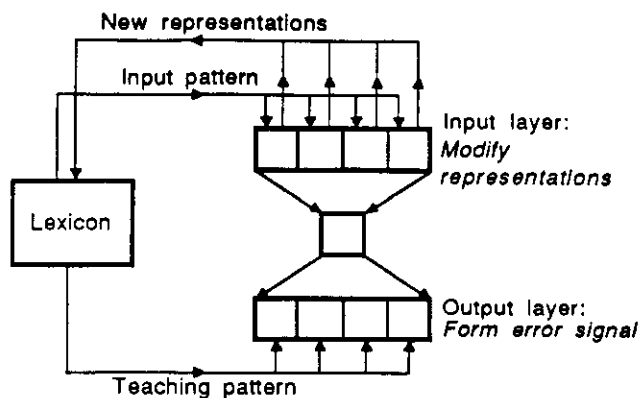 New representations
Input pattern
Input layer:
Modify
representations
Lexicon
Output layer:
Form error signal
Teaching pattern